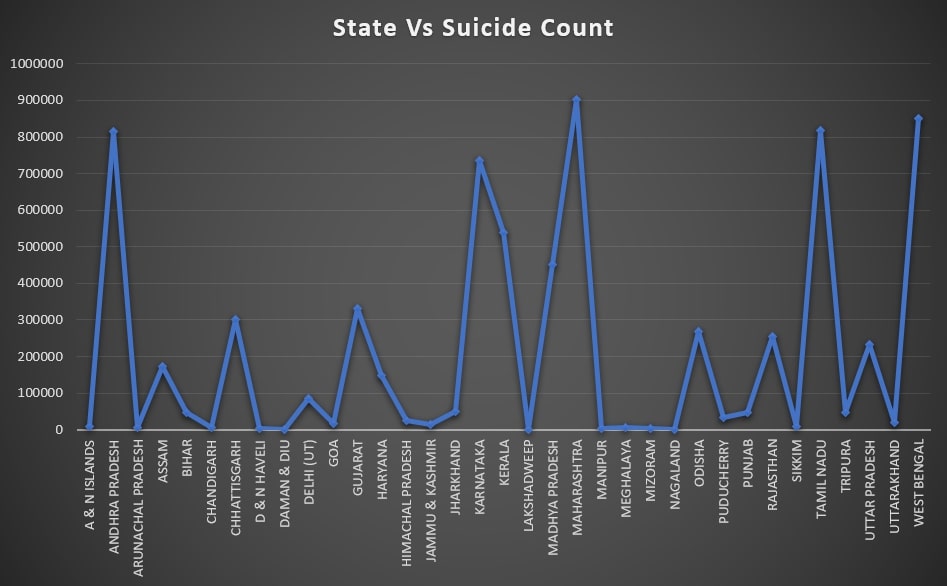 State Vs Suicide Count
1000000
900000
800000
700000
600000
500000
400000
300000
200000
100000
0
A & N ISLANDS
ANDHRA PRADESH
ARUNACHAL PRADESH
ASSAM
BIHAR
CHANDIGARH
CHHATTISGARH
D & N HAVELI
DAMAN & DIU
DELHI (UT)
GOA
GUJARAT
HARYANA
HIMACHAL PRADESH
JAMMU & KASHMIR
JHARKHAND
KARNATAKA
KERALA
LAKSHADWEEP
MADHYA PRADESH
MAHARASHTRA
MANIPUR
MEGHALAYA
MIZORAM
NAGALAND
ODISHA
PUDUCHERRY
PUNJAB
RAJASTHAN
SIKKIM
TAMIL NADU
TRIPURA
UTTAR PRADESH
UTTARAKHAND
WEST BENGAL